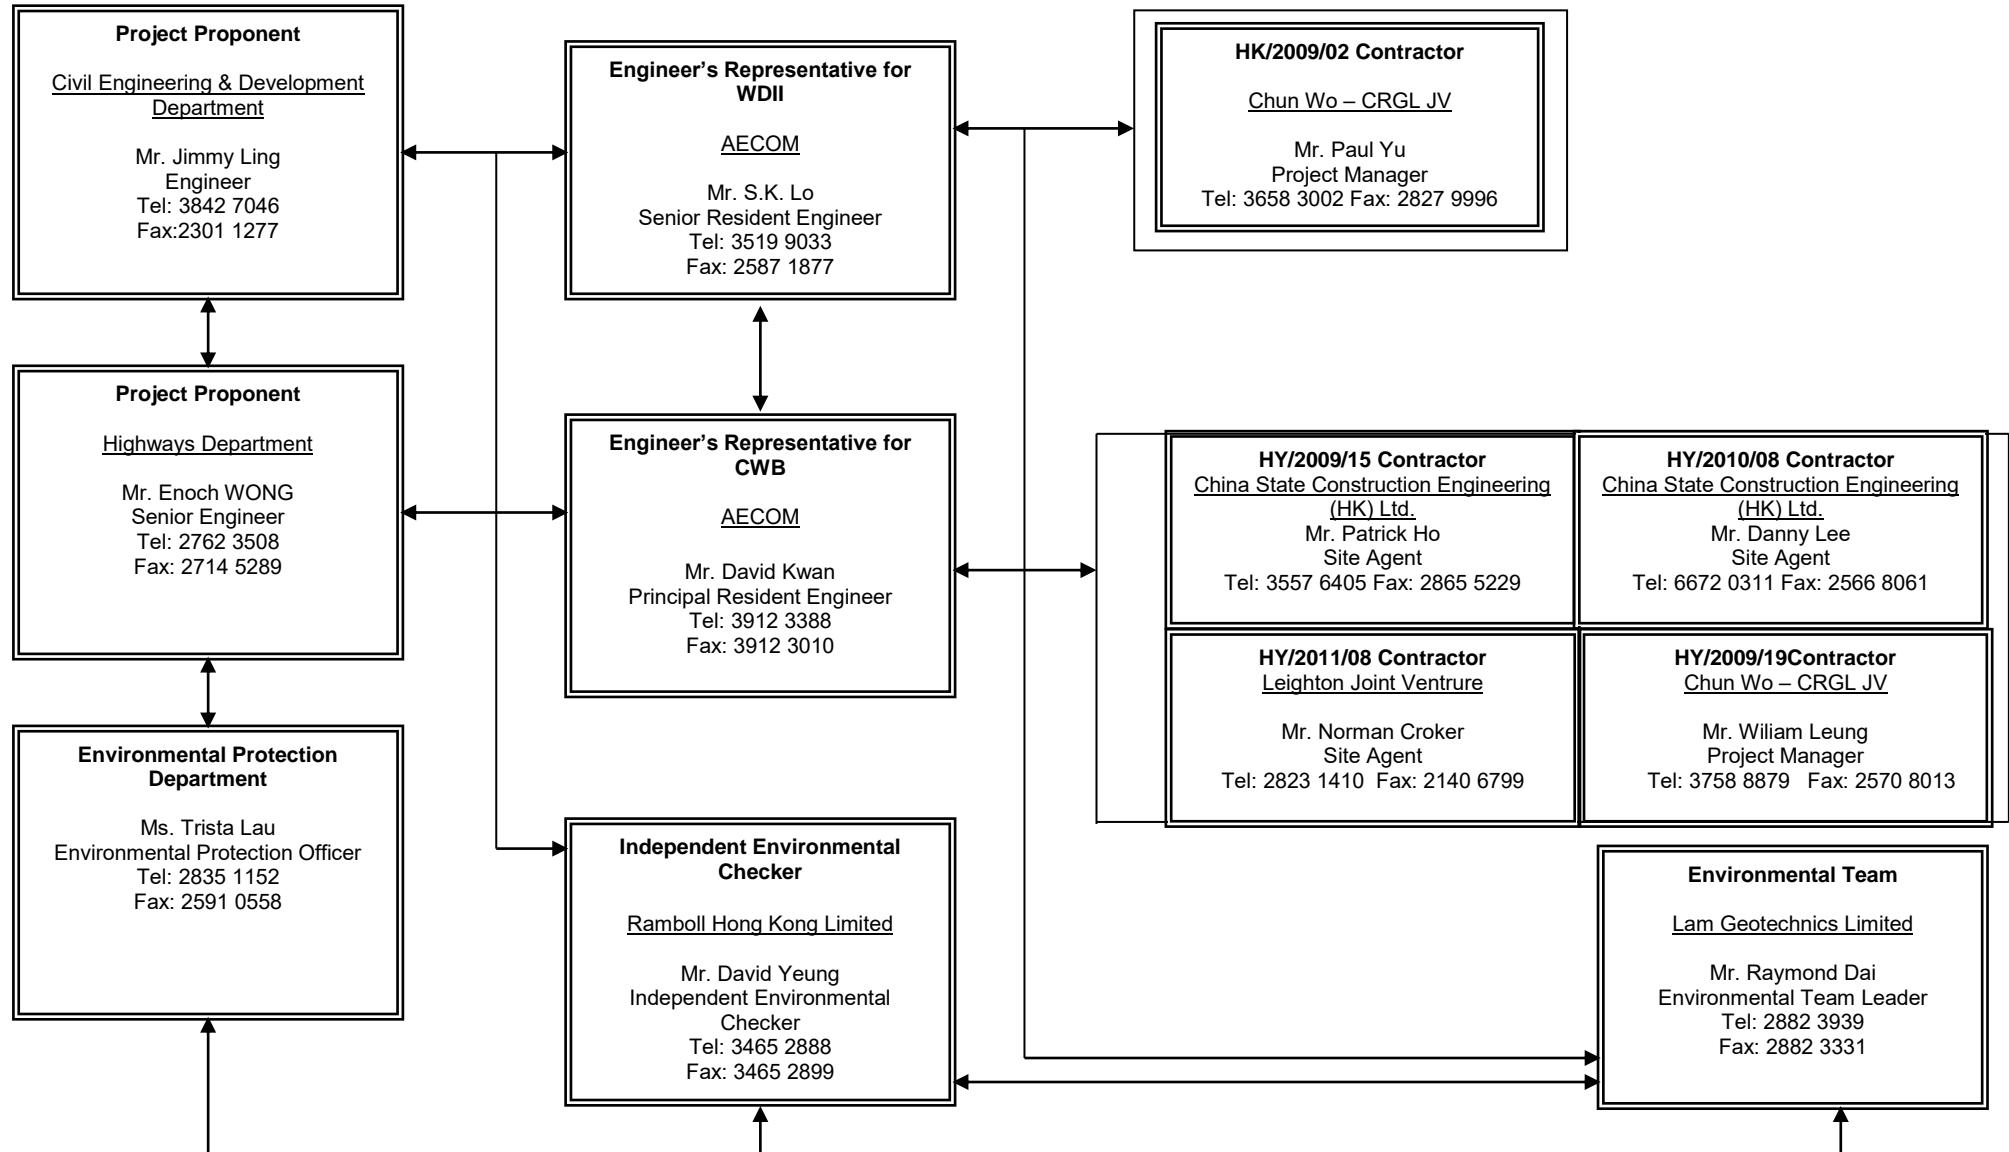 Project Proponent
Civil Engineering & Development
Department
Mr. Jimmy Ling
Engineer
Tel: 3842 7046
Fax:2301 1277
Engineer's Representative for
WDII
AECOM
Mr. S.K. Lo
Senior Resident Engineer
Tel: 3519 9033
Fax: 2587 1877
HK/2009/02 Contractor
Chun Wo – CRGL JV
Mr. Paul Yu
Project Manager
Tel: 3658 3002 Fax: 2827 9996
Project Proponent
Highways Department
Mr. Enoch WONG
Senior Engineer
Tel: 2762 3508
Fax: 2714 5289
Engineer's Representative for
CWB
AECOM
Mr. David Kwan
Principal Resident Engineer
Tel: 3912 3388
Fax: 3912 3010
HY/2009/15 Contractor
China State Construction Engineering
(HK) Ltd.
Mr. Patrick Ho
Site Agent
Tel: 3557 6405 Fax: 2865 5229
HY/2010/08 Contractor
China State Construction Engineering
(HK) Ltd.
Mr. Danny Lee
Site Agent
Tel: 6672 0311 Fax: 2566 8061
HY/2011/08 Contractor
Leighton Joint Ventrure
Mr. Norman Croker
Site Agent
Tel: 2823 1410  Fax: 2140 6799
HY/2009/19Contractor
Chun Wo – CRGL JV
Mr. Wiliam Leung
Project Manager
Tel: 3758 8879   Fax: 2570 8013
Environmental Protection
Department
Ms. Trista Lau
Environmental Protection Officer
Tel: 2835 1152
Fax: 2591 0558
Independent Environmental
Checker
Ramboll Hong Kong Limited
Mr. David Yeung
Independent Environmental
Checker
Tel: 3465 2888
Fax: 3465 2899
Environmental Team
Lam Geotechnics Limited
Mr. Raymond Dai
Environmental Team Leader
Tel: 2882 3939
Fax: 2882 3331